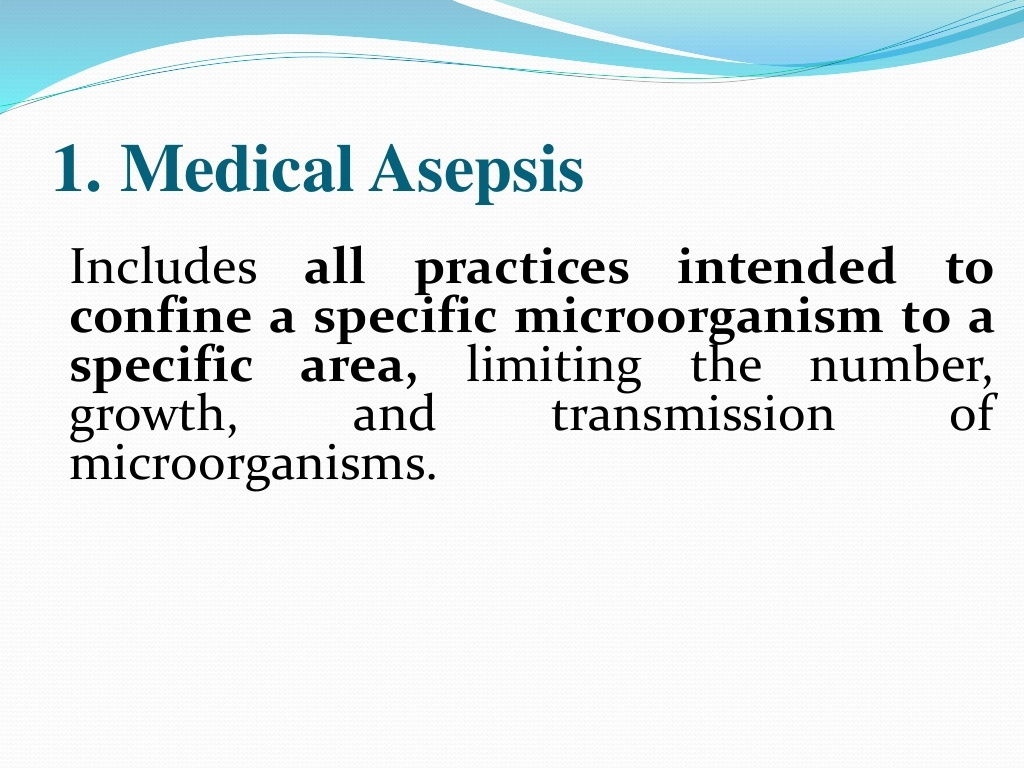 1. Medical Asepsis
Includes all practices intended to
confine a specific microorganism to a
specific area, limiting the number,
growth, and transmission of
microorganisms.